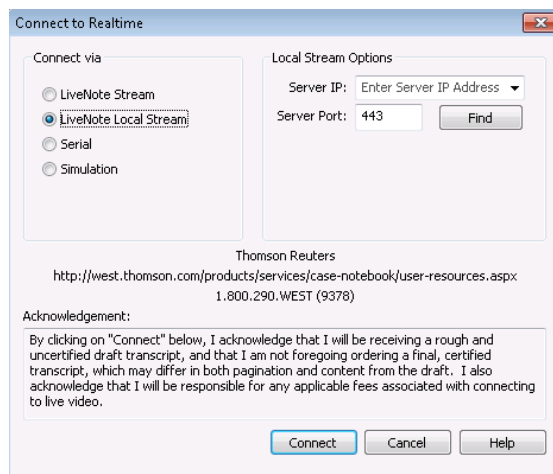 Connect to Realtime
Connect via
LiveNote Stream
LiveNote Local Stream
Serial
Simulation
Local Stream Options
Server IP: Enter Server IP Address
Server Port: 443 Find
Thomson Reuters
http://west.thomson.com/products/services/case-notebook/user-resources.aspx
1.800.290.WEST (9378)
Acknowledgement:
By clicking on "Connect" below, I acknowledge that I will be receiving a rough and
uncertified draft transcript, and that I am not foregoing ordering a final, certified
transcript, which may differ in both pagination and content from the draft.  I also
acknowledge that I will be responsible for any applicable fees associated with connecting
to live video.
Connect Cancel Help